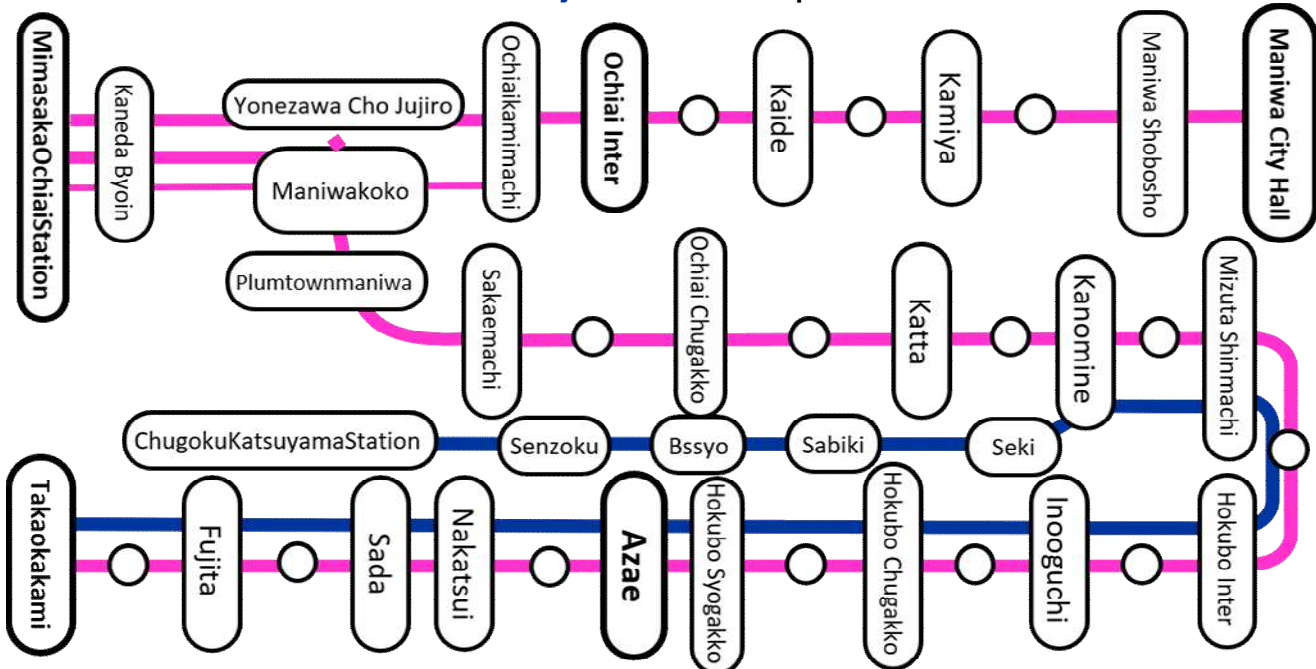 MimasakaOchiaiStation
Kaneda Byoin
Yonezawa Cho Jujiro
Maniwakoko
Plumtownmaniwa
Ochiaikamimachi
Ochiai Inter
Kaide
Kamiya
Maniwa Shobosho
Maniwa City Hall
Sakaemachi
Ochiai Chugakko
Katta
Kanomine
Mizuta Shinmachi
ChugokuKatsuyamaStation
Senzoku
Bssyo
Sabiki
Seki
Takaokakami
Fujita
Sada
Nakatsui
Azae
Hokubo Syogakko
Hokubo Chugakko
Inooguchi
Hokubo Inter